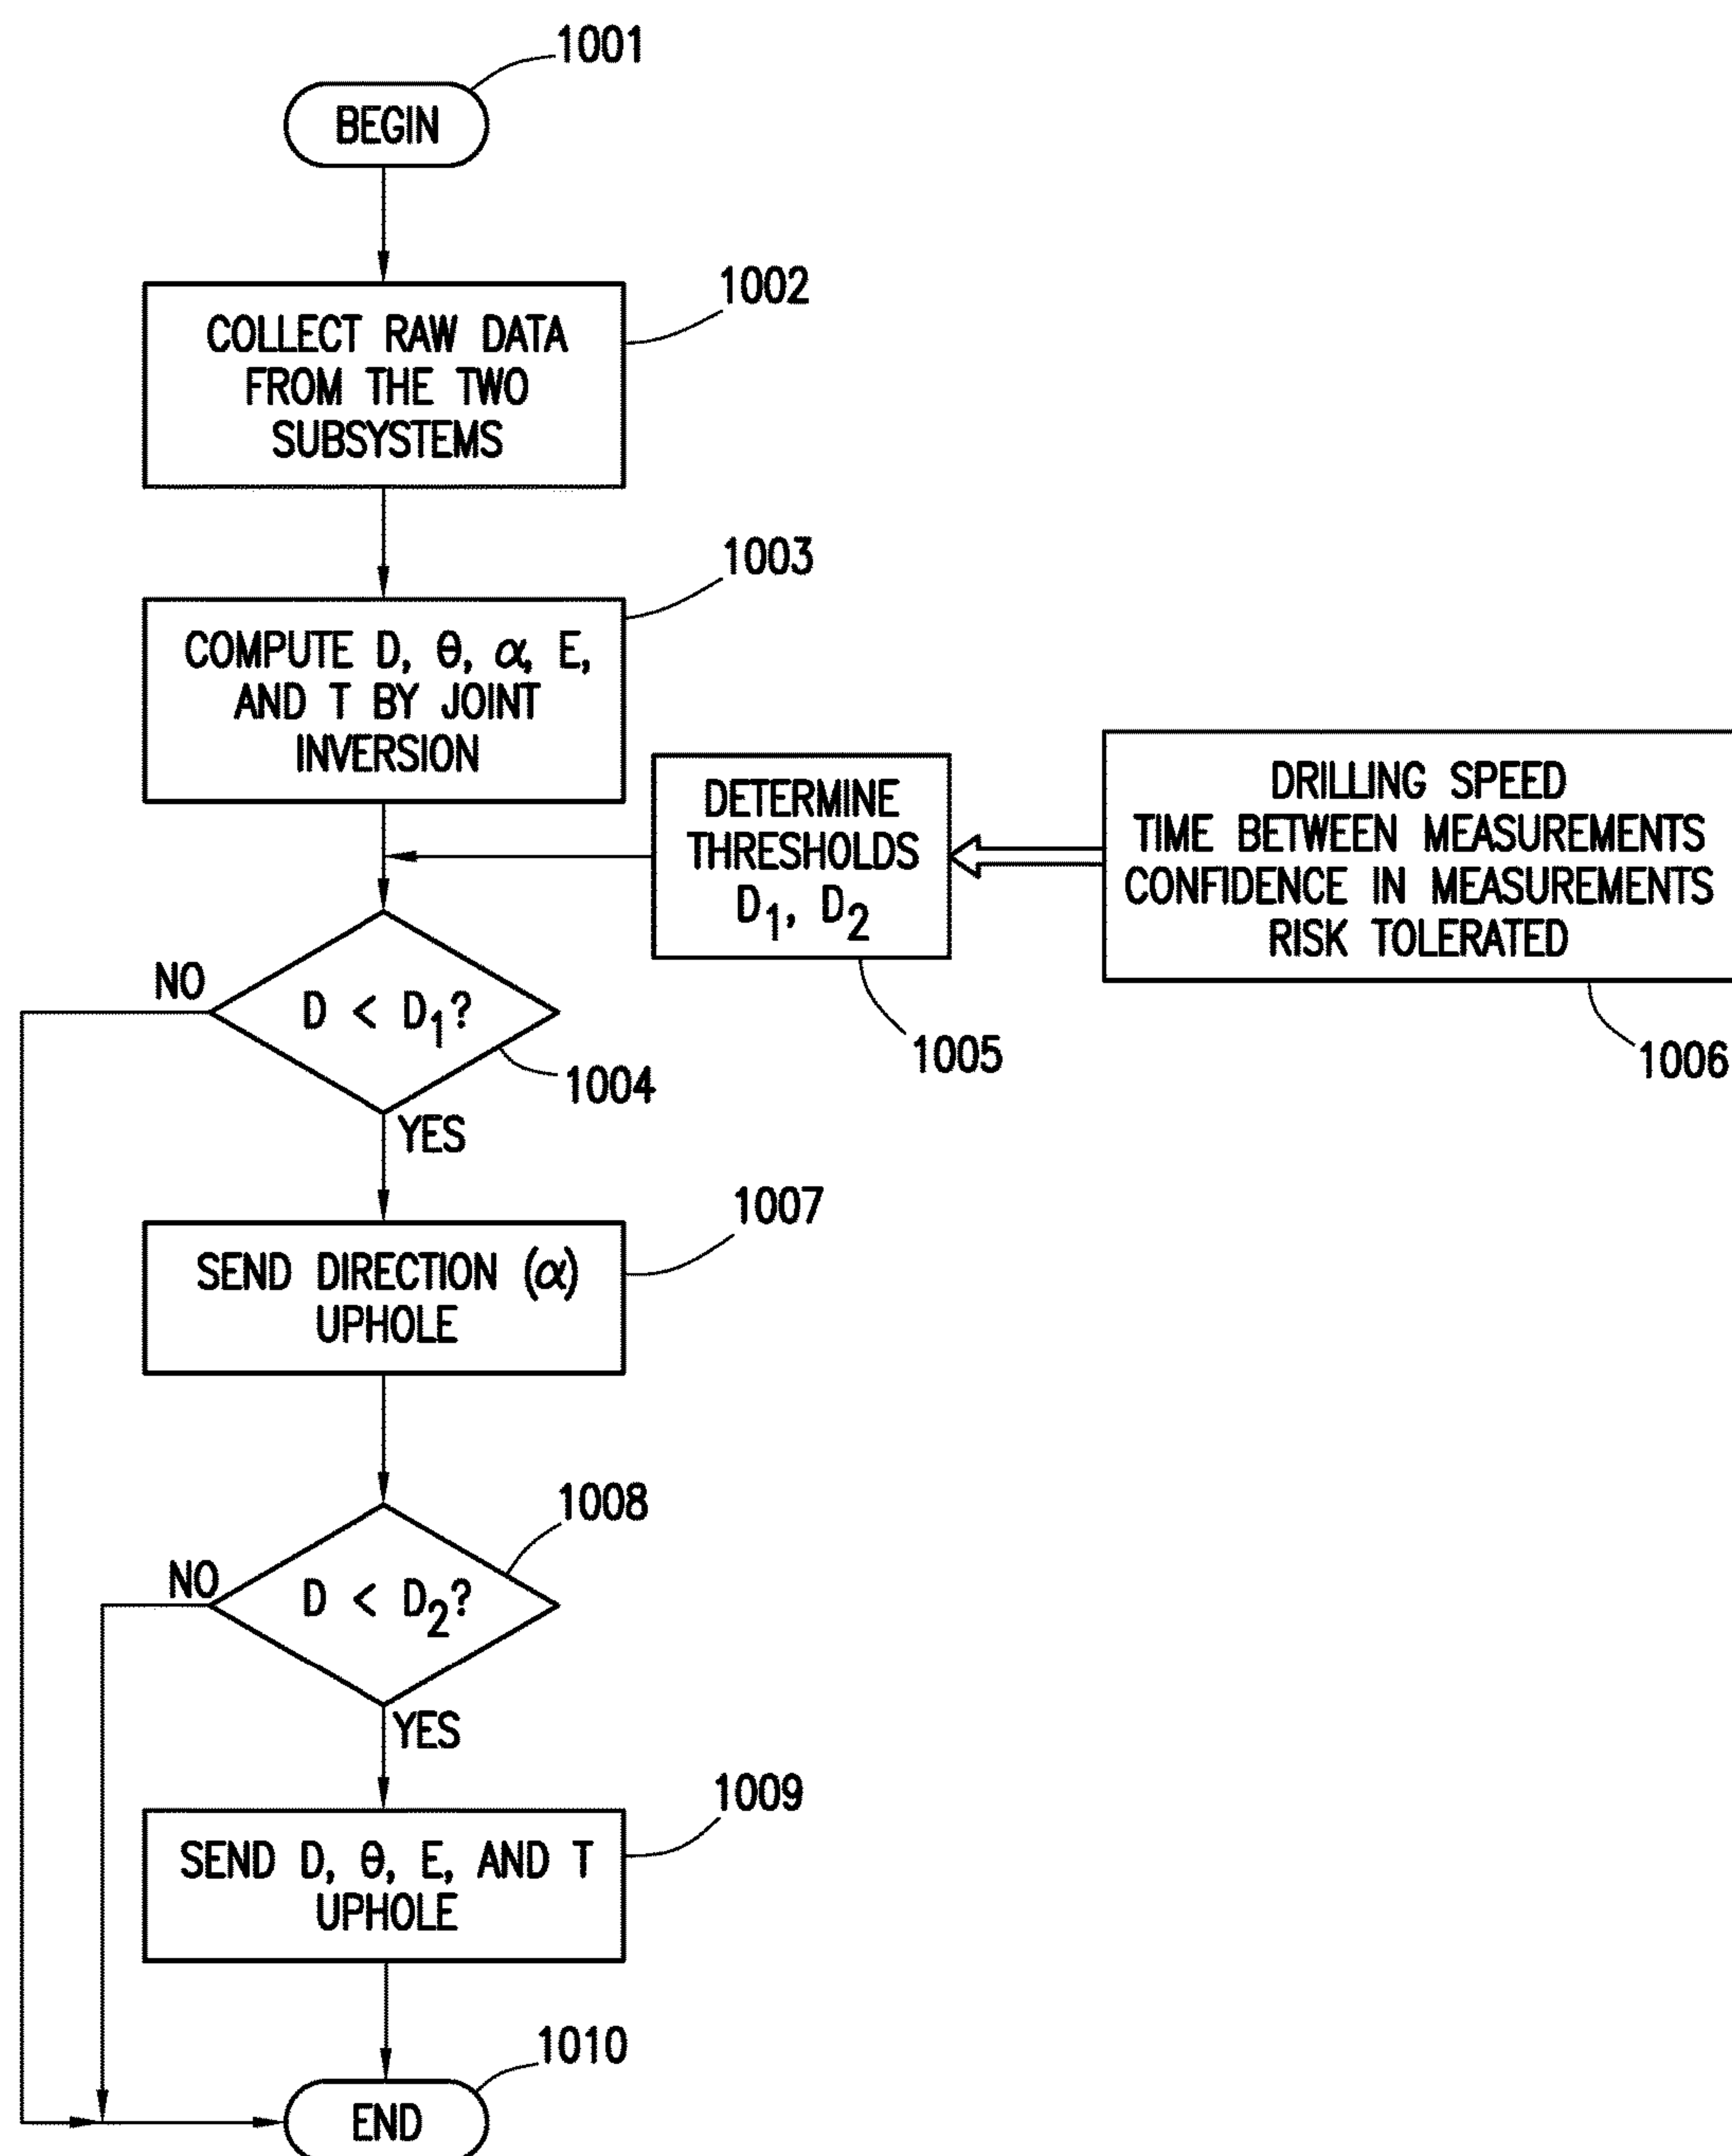 1001
BEGIN
1002
COLLECT RAW DATA
FROM THE TWO
SUBSYSTEMS
1003
COMPUTE D, θ, α, E,
AND T BY JOINT
INVERSION
DETERMINE
THRESHOLDS
D₁, D₂
1005
DRILLING SPEED
TIME BETWEEN MEASUREMENTS
CONFIDENCE IN MEASUREMENTS
RISK TOLERATED
1006
NO
D < D₁?
1004
YES
1007
SEND DIRECTION (α)
UPHOLE
1008
NO
D < D₂?
YES
1009
SEND D, θ, E, AND T
UPHOLE
1010
END